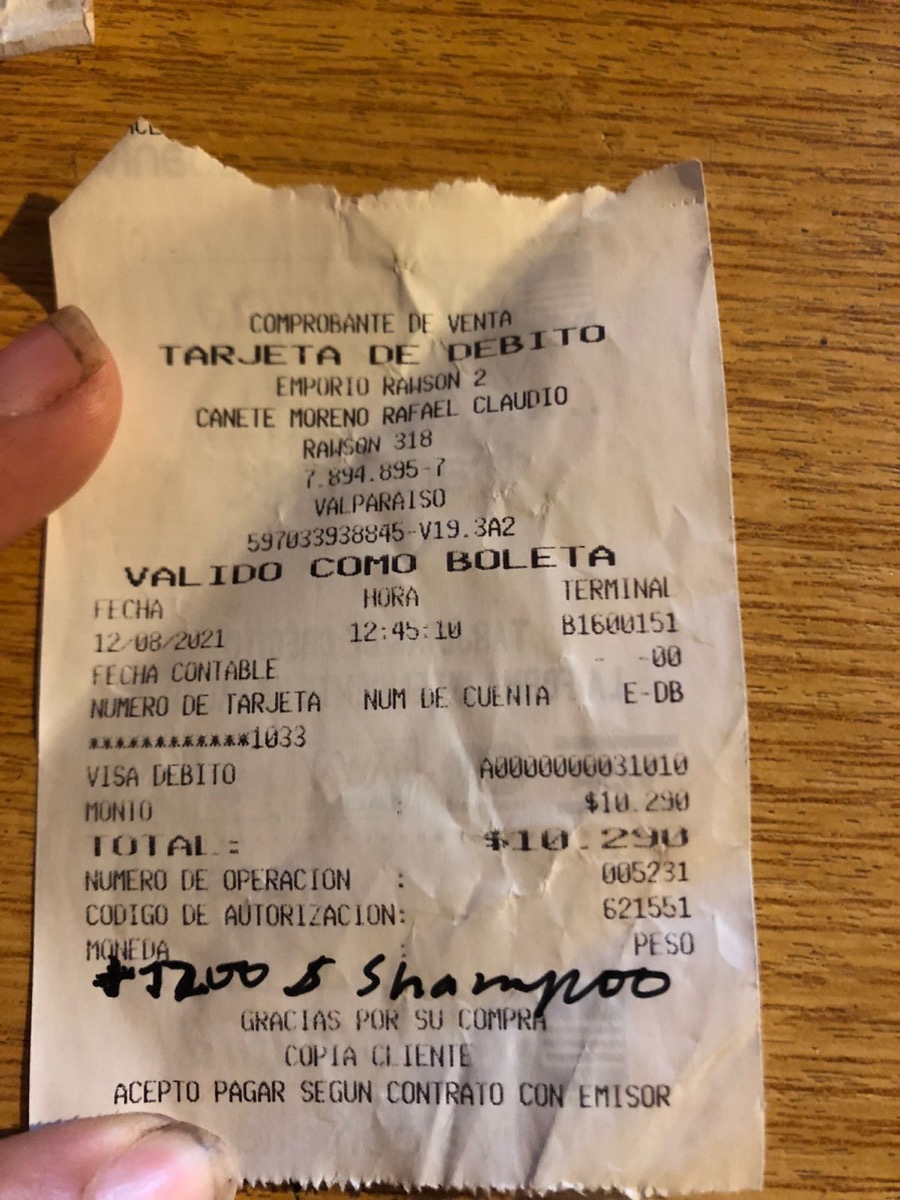 COMPROBANTE DE VENTA
TARJETA DE DEBITO
EMPORIO RAWSON 2
CANETE MORENO RAFAEL CLAUDIO
RAWSON 318
7.894.895-7
VALPARAISO
597033938845-V19.3A2
VALIDO COMO BOLETA
FECHA HORA TERMINAL
12/08/2021 12:45:10 B1600151
FECHA CONTABLE - -00
NUMERO DE TARJETA NUM DE CUENTA E-DB
************1033
VISA DEBITO A0000000031010
MONTO : $10.290
TOTAL: $10.290
NUMERO DE OPERACION : 005231
CODIGO DE AUTORIZACION: 621551
MONEDA : PESO
Shampoo
GRACIAS POR SU COMPRA
COPIA CLIENTE
ACEPTO PAGAR SEGUN CONTRATO CON EMISOR